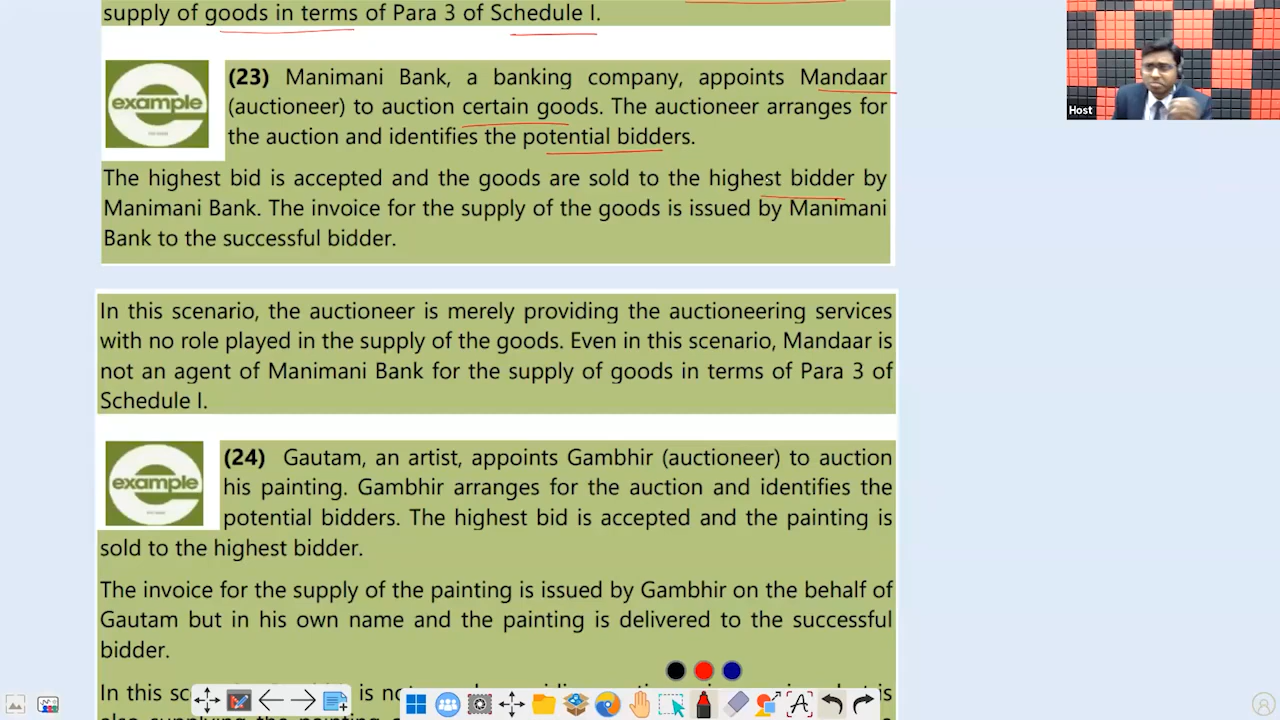 supply of goods in terms of Para 3 of Schedule I.
example
(23) Manimani Bank, a banking company, appoints Mandaar
(auctioneer) to auction certain goods. The auctioneer arranges for
the auction and identifies the potential bidders.
The highest bid is accepted and the goods are sold to the highest bidder by
Manimani Bank. The invoice for the supply of the goods is issued by Manimani
Bank to the successful bidder.
Host
In this scenario, the auctioneer is merely providing the auctioneering services
with no role played in the supply of the goods. Even in this scenario, Mandaar is
not an agent of Manimani Bank for the supply of goods in terms of Para 3 of
Schedule I.
example
(24) Gautam, an artist, appoints Gambhir (auctioneer) to auction
his painting. Gambhir arranges for the auction and identifies the
potential bidders. The highest bid is accepted and the painting is
sold to the highest bidder.
The invoice for the supply of the painting is issued by Gambhir on the behalf of
Gautam but in his own name and the painting is delivered to the successful
bidder.
In this